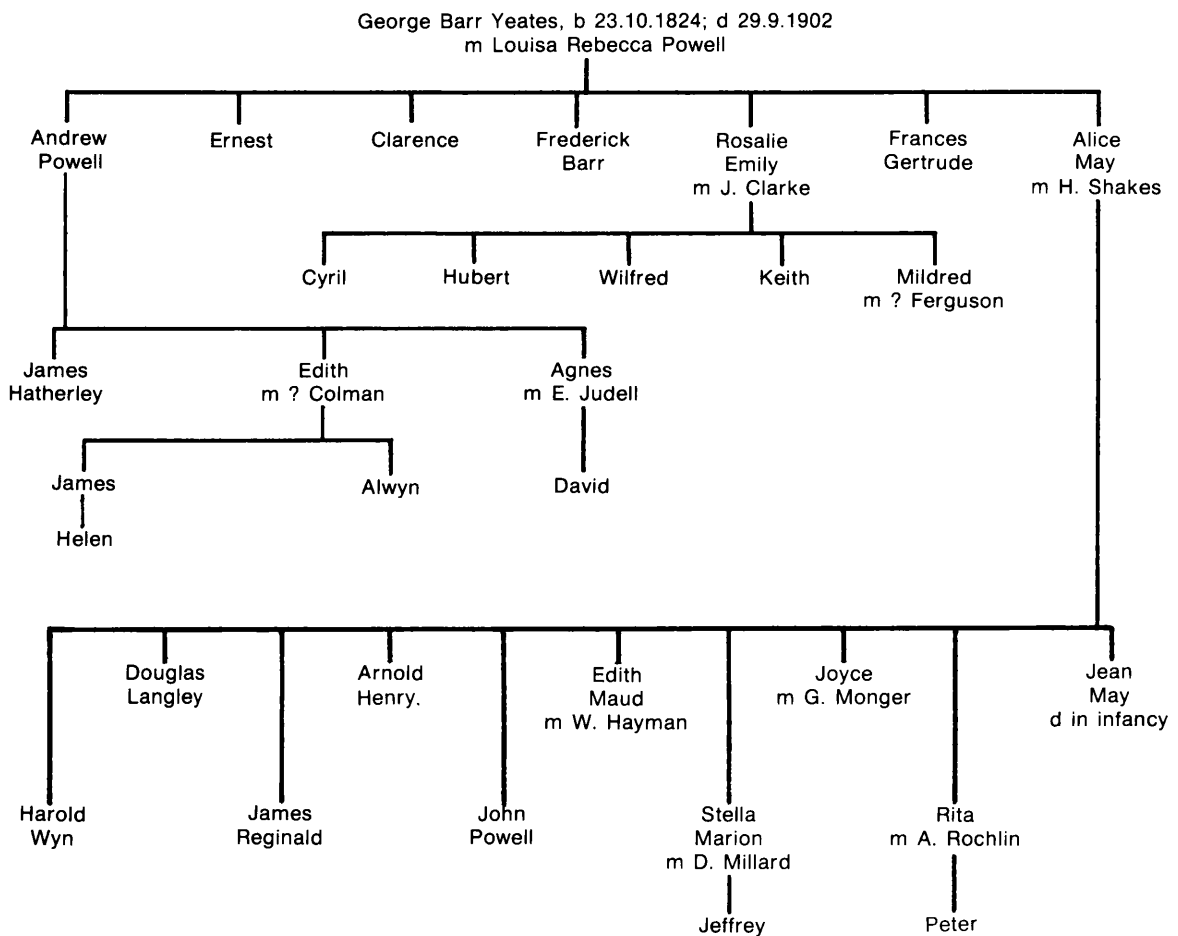 George Barr Yeates, b 23.10.1824; d 29.9.1902
m Louisa Rebecca Powell
Andrew
Powell
Ernest
Clarence
Frederick
Barr
Rosalie
Emily
m J. Clarke
Frances
Gertrude
Alice
May
m H. Shakes
Cyril
Hubert
Wilfred
Keith
Mildred
m ? Ferguson
James
Hatherley
Edith
m ? Colman
Agnes
m E. Judell
James
Alwyn
David
Helen
Douglas
Langley
Arnold
Henry.
Edith
Maud
m W. Hayman
Joyce
m G. Monger
Jean
May
d in infancy
Harold
Wyn
James
Reginald
John
Powell
Stella
Marion
m D. Millard
Rita
m A. Rochlin
Jeffrey
Peter